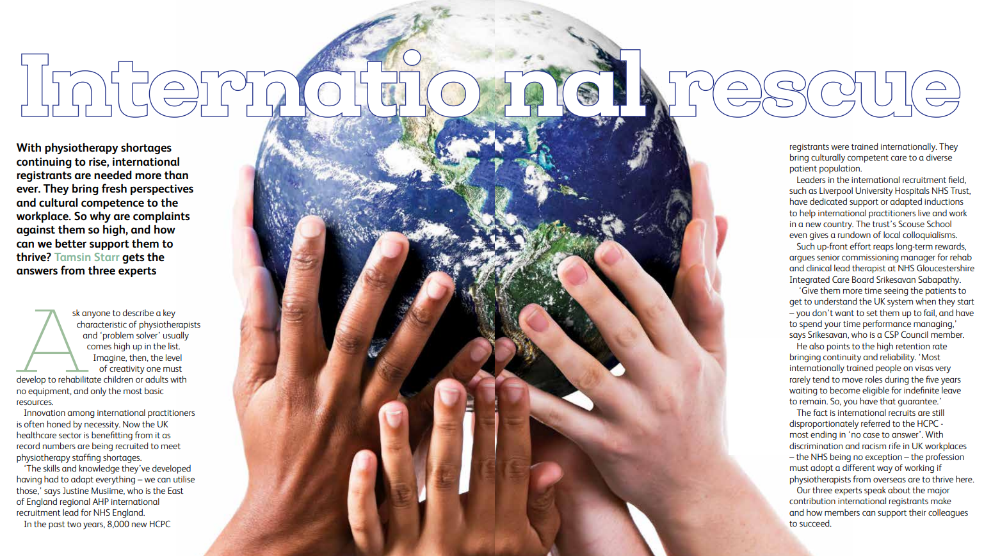 International rescue
With physiotherapy shortages
continuing to rise, international
registrants are needed more than
ever. They bring fresh perspectives
and cultural competence to the
workplace. So why are complaints
against them so high, and how
can we better support them to
thrive? Tamsin Starr gets the
answers from three experts
Ask anyone to describe a key
characteristic of physiotherapists
and ‘problem solver’ usually
comes high up in the list.
Imagine, then, the level
of creativity one must
develop to rehabilitate children or adults with
no equipment, and only the most basic
resources.
Innovation among international practitioners
is often honed by necessity. Now the UK
healthcare sector is benefitting from it as
record numbers are being recruited to meet
physiotherapy staffing shortages.
‘The skills and knowledge they’ve developed
having had to adapt everything – we can utilise
those,’ says Justine Musiime, who is the East
of England regional AHP international
recruitment lead for NHS England.
In the past two years, 8,000 new HCPC
registrants were trained internationally. They
bring culturally competent care to a diverse
patient population.
Leaders in the international recruitment field,
such as Liverpool University Hospitals NHS Trust,
have dedicated support or adapted inductions
to help international practitioners live and work
in a new country. The trust’s Scouse School
even gives a rundown of local colloquialisms.
Such up-front effort reaps long-term rewards,
argues senior commissioning manager for rehab
and clinical lead therapist at NHS Gloucestershire
Integrated Care Board Srikesavan Sabapathy.
‘Give them more time seeing the patients to
get to understand the UK system when they start
– you don’t want to set them up to fail, and have
to spend your time performance managing,’
says Srikesavan, who is a CSP Council member.
He also points to the high retention rate
bringing continuity and reliability. ‘Most
internationally trained people on visas very
rarely tend to move roles during the five years
waiting to become eligible for indefinite leave
to remain. So, you have that guarantee.’
The fact is international recruits are still
disproportionately referred to the HCPC -
most ending in ‘no case to answer’. With
discrimination and racism rife in UK workplaces
– the NHS being no exception – the profession
must adopt a different way of working if
physiotherapists from overseas are to thrive here.
Our three experts speak about the major
contribution international registrants make
and how members can support their colleagues
to succeed.